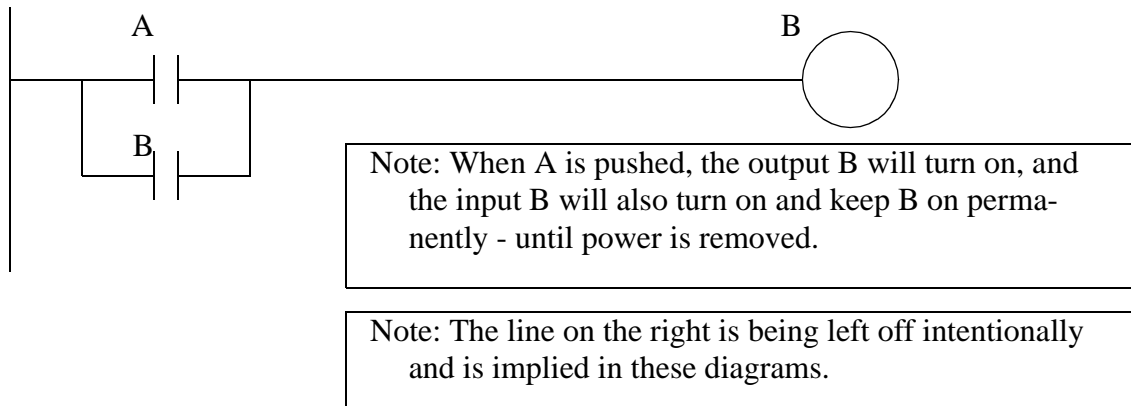 A
B
B
Note: When A is pushed, the output B will turn on, and
the input B will also turn on and keep B on perma-
nently - until power is removed.
Note: The line on the right is being left off intentionally
and is implied in these diagrams.